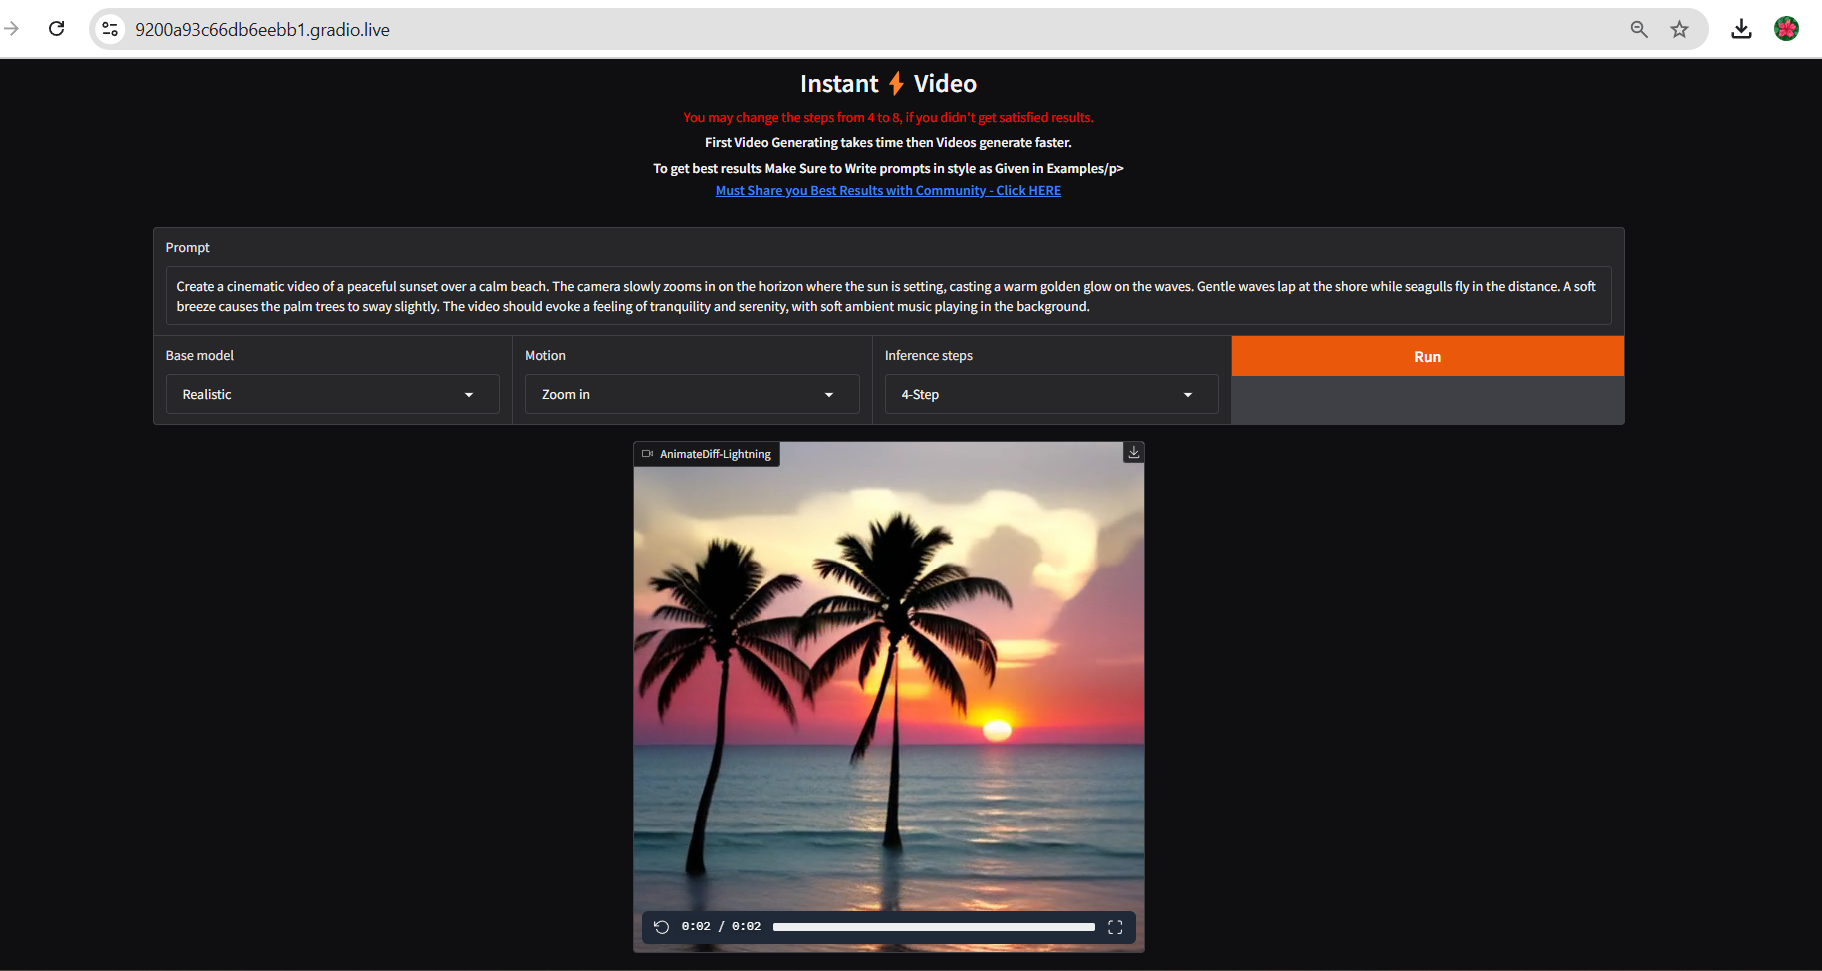 9200a93c66db6eebb1.gradio.live
Instant⚡Video
You may change the steps from 4 to 8, if you didn't get satisfied results.
First Video Generating takes time then Videos generate faster.
To get best results Make Sure to Write prompts in style as Given in Examples/p>
Must Share you Best Results with Community - Click HERE
Prompt
Create a cinematic video of a peaceful sunset over a calm beach. The camera slowly zooms in on the horizon where the sun is setting, casting a warm golden glow on the waves. Gentle waves lap at the shore while seagulls fly in the distance. A soft
breeze causes the palm trees to sway slightly. The video should evoke a feeling of tranquility and serenity, with soft ambient music playing in the background.
Base model
Realistic
Motion
Zoom in
Inference steps
4-Step
Run
AnimateDiff-Lightning
0:02 / 0:02